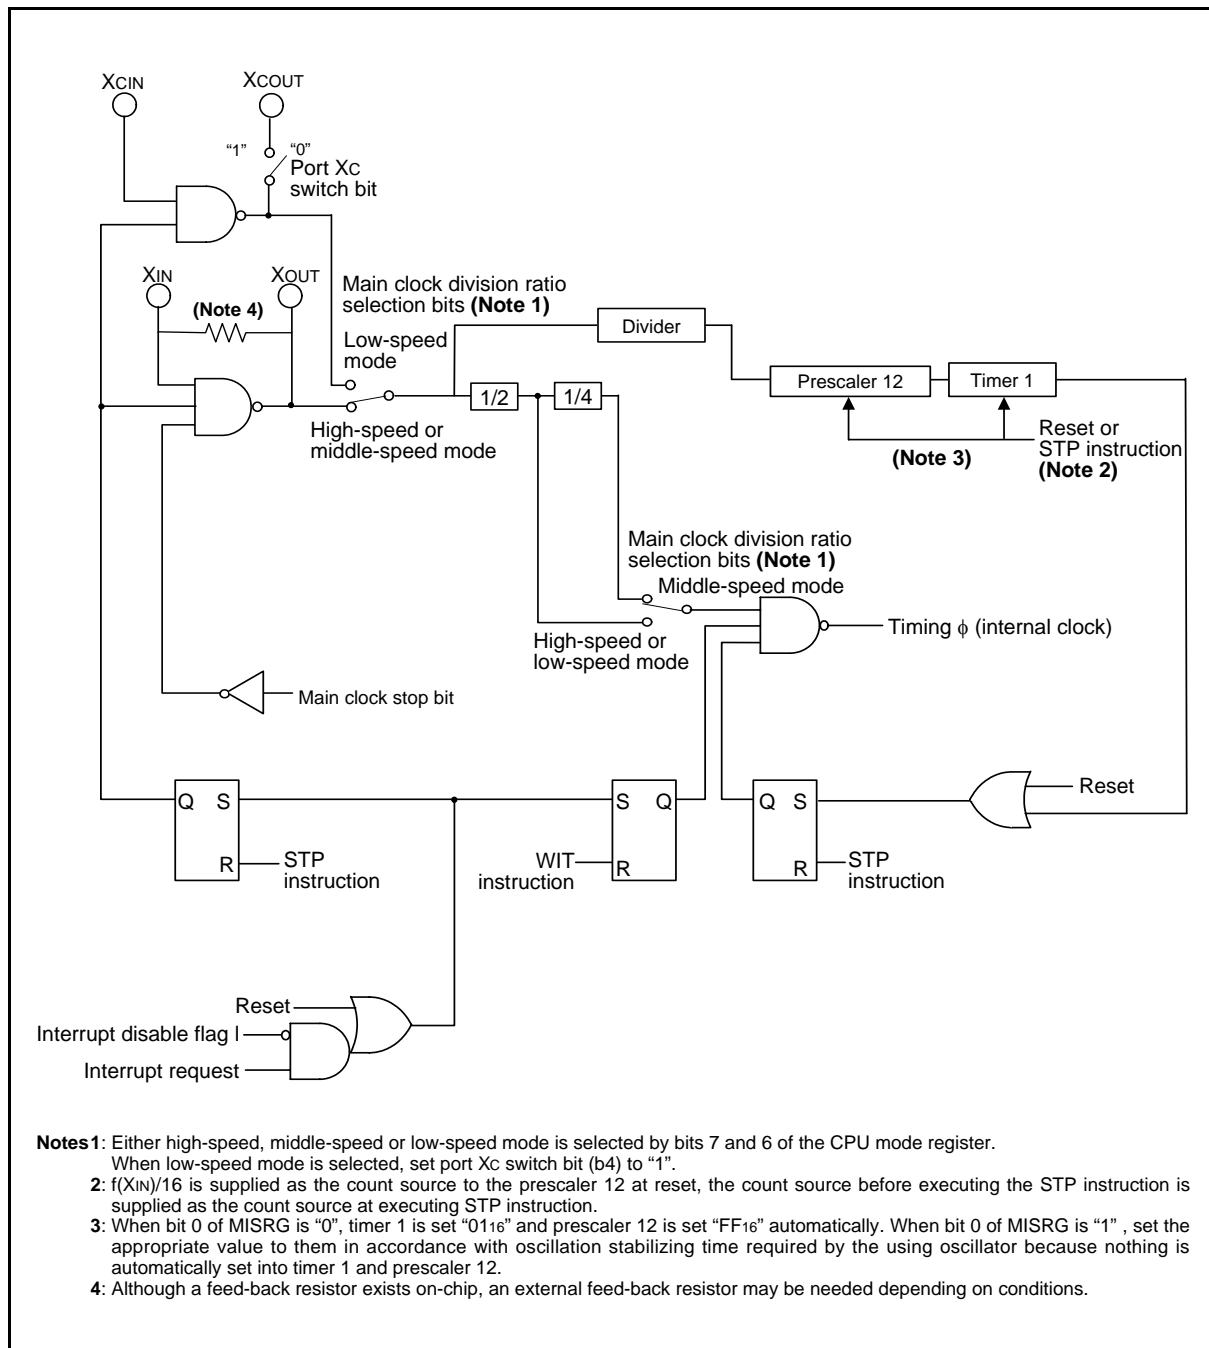 XCIN
XCOUT
“1”
“0”
Port XC
switch bit
XIN
XOUT
(Note 4)
Main clock division ratio
selection bits (Note 1)
Low-speed
mode
High-speed or
middle-speed mode
1/2
1/4
Divider
Prescaler 12
Timer 1
(Note 3)
Reset or
STP instruction
(Note 2)
Main clock division ratio
selection bits (Note 1)
Middle-speed mode
High-speed or
low-speed mode
Timing ϕ (internal clock)
Main clock stop bit
Q S
R
STP
instruction
S Q
R
WIT
instruction
Q S
R
STP
instruction
Reset
Reset
Interrupt disable flag I
Interrupt request
Notes1: Either high-speed, middle-speed or low-speed mode is selected by bits 7 and 6 of the CPU mode register.
When low-speed mode is selected, set port XC switch bit (b4) to “1”.
2: f(XIN)/16 is supplied as the count source to the prescaler 12 at reset, the count source before executing the STP instruction is
supplied as the count source at executing STP instruction.
3: When bit 0 of MISRG is “0”, timer 1 is set “0116” and prescaler 12 is set “FF16” automatically. When bit 0 of MISRG is “1” , set the
appropriate value to them in accordance with oscillation stabilizing time required by the using oscillator because nothing is
automatically set into timer 1 and prescaler 12.
4: Although a feed-back resistor exists on-chip, an external feed-back resistor may be needed depending on conditions.